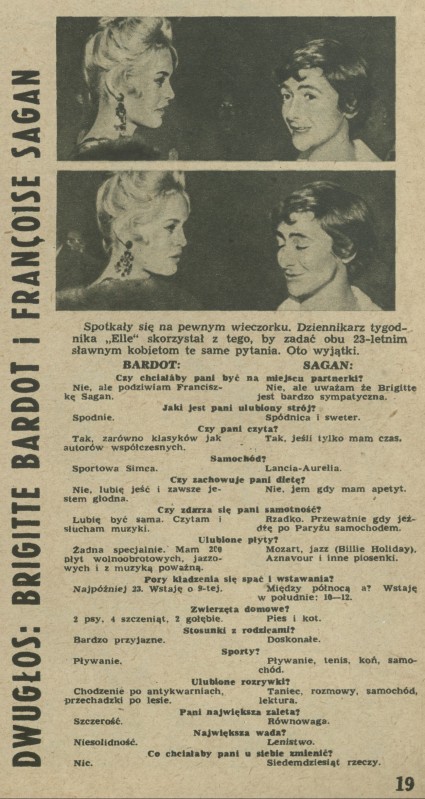 DWUGŁOS: BRIGITTE BARDOT i FRANÇOISE SAGAN
Spotkały się na pewnym wieczorku. Dziennikarz tygod-
nika „Elle" skorzystał z tego, by zadać obu 23-letnim
sławnym kobietom te same pytania. Oto wyjątki.
BARDOT: SAGAN:
Czy chciałaby pani być na miejscu partnerki?
Nie, ale podziwiam Francisz-
kę Sagan.
Nie, ale uważam że Brigitte
jest bardzo sympatyczna.
Jaki jest pani ulubiony strój?
Spodnie.
Spódnica i sweter.
Czy pani czyta?
Tak, zarówno klasyków jak
autorów współczesnych.
Tak, jeśli tylko mam czas.
Samochód?
Sportowa Simca.
Lancia-Aurelia.
Czy zachowuje pani dietę?
Nie, lubię jeść i zawsze je-
stem głodna.
Nie, jem gdy mam apetyt.
Czy zdarza się pani samotność?
Lubię być sama. Czytam i
słucham muzyki.
Rzadko. Przeważnie gdy jeż-
dżę po Paryżu samochodem.
Ulubione płyty?
Żadna specjalnie. Mam 200
płyt wolnoobrotowych, jazzo-
wych i z muzyką poważną.
Mozart, jazz (Billie Holiday),
Aznavour i inne piosenki.
Pory kładzenia się spać i wstawania?
Najpóźniej 23. Wstaję o 9-tej.
Między północą a? Wstaję
w południe: 10—12.
Zwierzęta domowe?
2 psy, 4 szczenięt, 2 gołębie.
Pies i kot.
Stosunki z rodzicami?
Bardzo przyjazne.
Doskonałe.
Sporty?
Pływanie.
Pływanie, tenis, koń, samo-
chód.
Ulubione rozrywki?
Chodzenie po antykwarniach,
przechadzki po lesie.
Taniec, rozmowy, samochód,
lektura.
Pani największa zaleta?
Szczerość.
Równowaga.
Największa wada?
Niesolidność.
Lenistwo.
Co chciałaby pani u siebie zmienić?
Nic.
Siedemdziesiąt rzeczy.
19